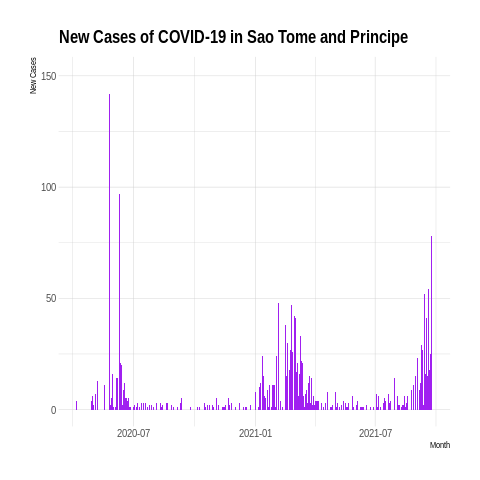 New Cases of COVID-19 in Sao Tome and Principe
New Cases
150
100
50
0
2020-07
2021-01
2021-07
Month